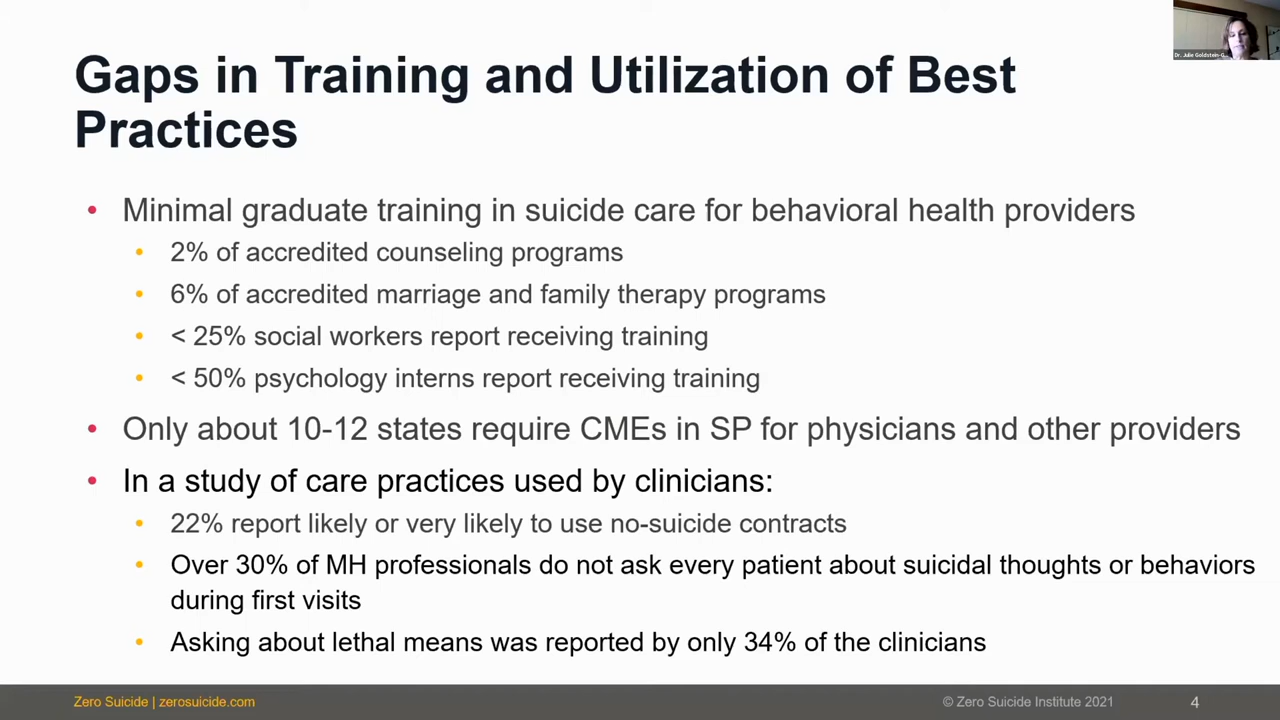 Dr. Julie Goldstein-G...
Gaps in Training and Utilization of Best
Practices
• Minimal graduate training in suicide care for behavioral health providers
• 2% of accredited counseling programs
• 6% of accredited marriage and family therapy programs
• < 25% social workers report receiving training
• < 50% psychology interns report receiving training
• Only about 10-12 states require CMEs in SP for physicians and other providers
• In a study of care practices used by clinicians:
• 22% report likely or very likely to use no-suicide contracts
• Over 30% of MH professionals do not ask every patient about suicidal thoughts or behaviors
during first visits
• Asking about lethal means was reported by only 34% of the clinicians
Zero Suicide | zerosuicide.com
© Zero Suicide Institute 2021
4